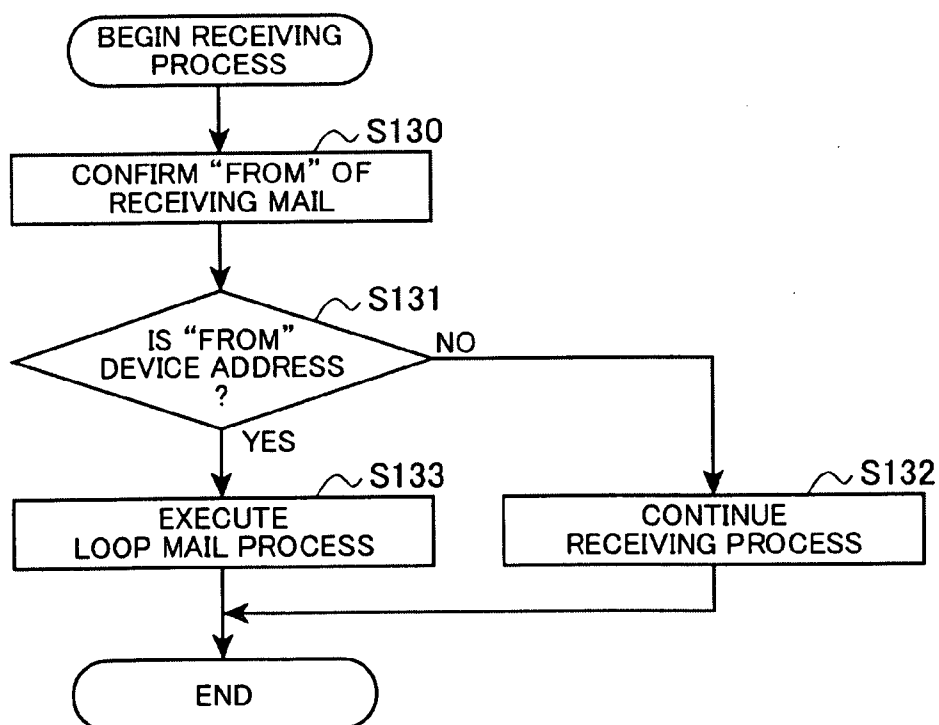 BEGIN RECEIVING
PROCESS
S130
CONFIRM “FROM” OF
RECEIVING MAIL
S131
IS “FROM”
DEVICE ADDRESS
?
NO
YES
S133
EXECUTE
LOOP MAIL PROCESS
S132
CONTINUE
RECEIVING PROCESS
END